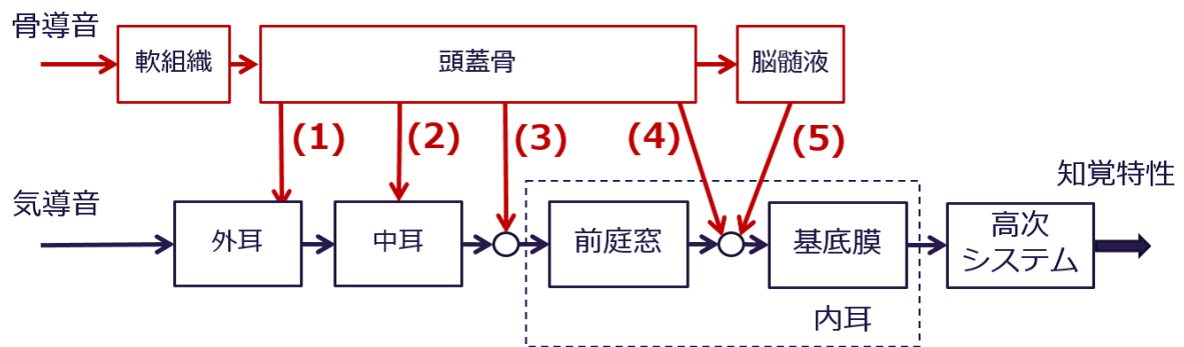 骨導音
軟組織
頭蓋骨
脳髄液
(1)
(2)
(3)
(4)
(5)
気導音
外耳
中耳
前庭窓
基底膜
内耳
高次
システム
知覚特性